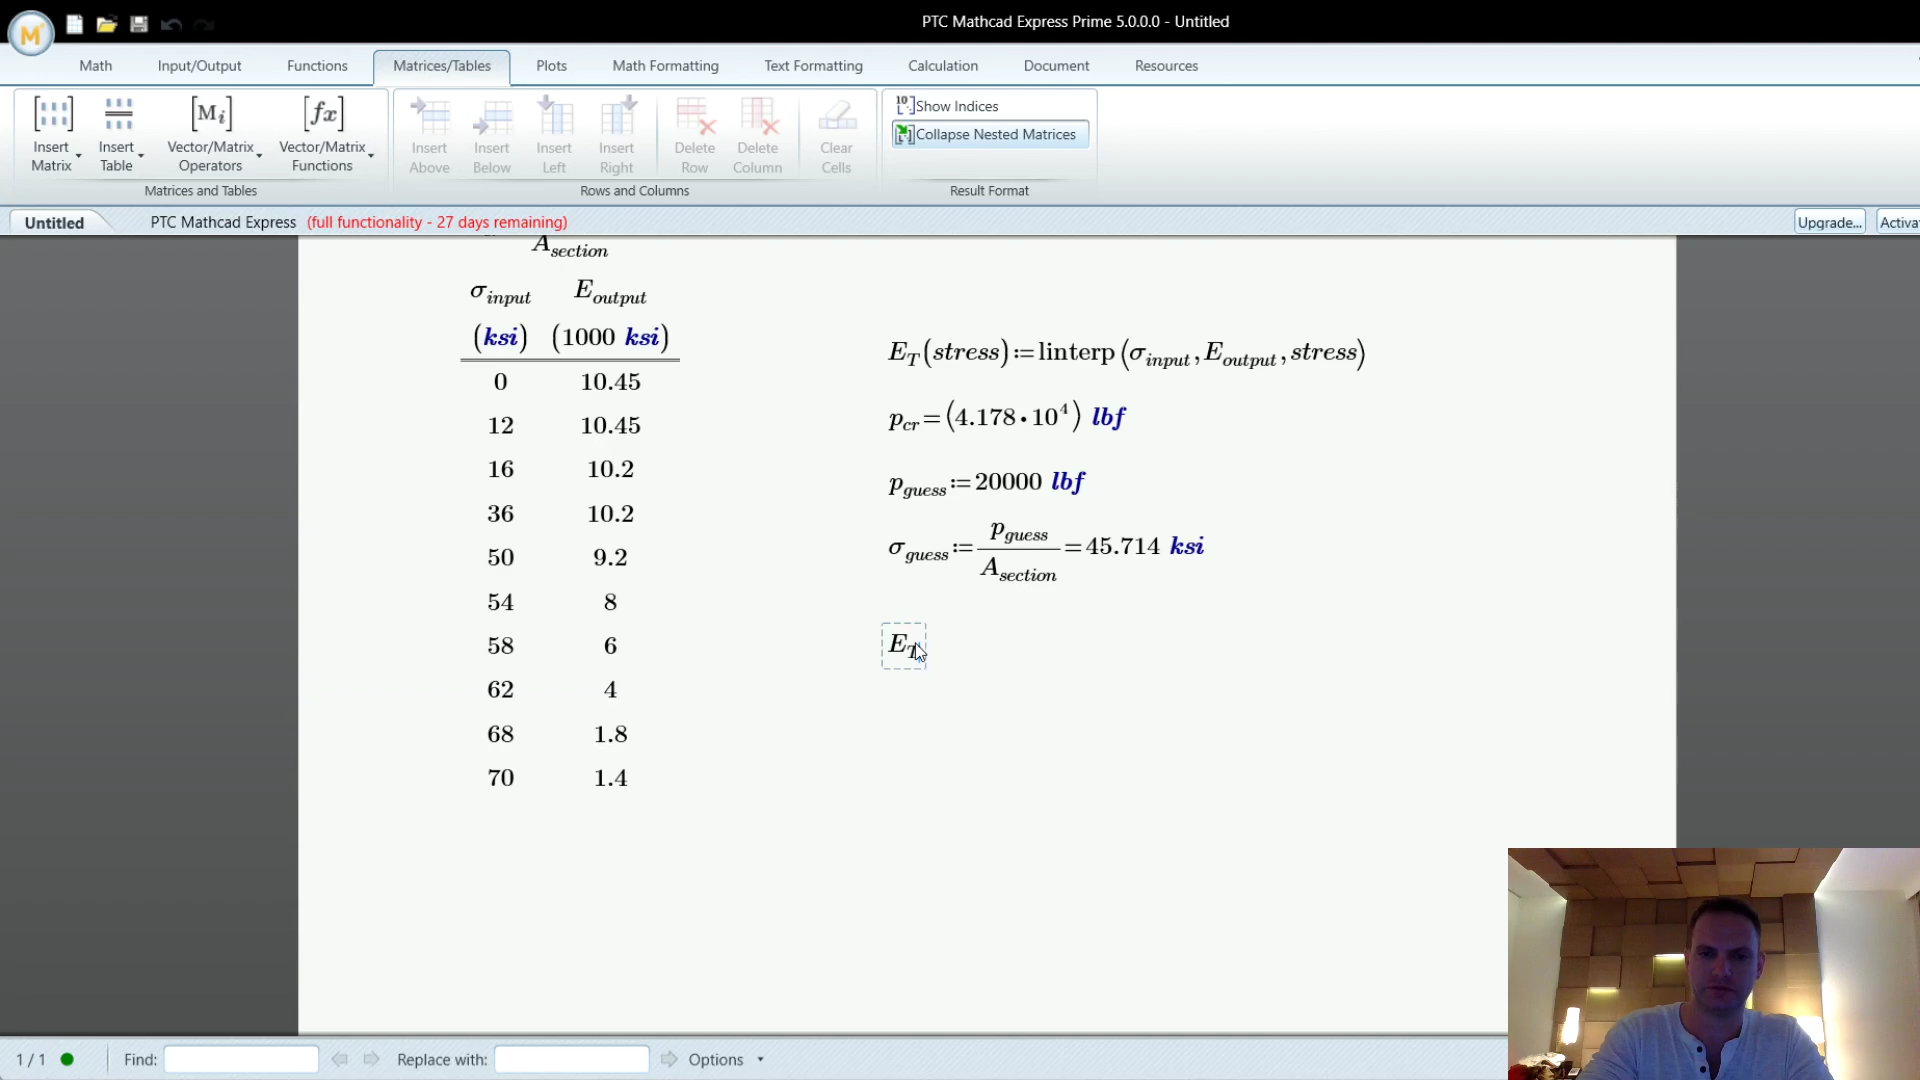 PTC Mathcad Express Prime 5.0.0.0 - Untitled
Math Input/Output Functions Matrices/Tables Plots Math Formatting Text Formatting Calculation Document Resources
Insert Matrix
Insert Table
Vector/Matrix Operators
Vector/Matrix Functions
Matrices and Tables
Insert Above
Insert Below
Insert Left
Insert Right
Delete Row
Delete Column
Clear Cells
Rows and Columns
Show Indices
Collapse Nested Matrices
Result Format
Untitled PTC Mathcad Express (full functionality - 27 days remaining) Upgrade... Activa
A_section
σ_input E_output
(ksi) (1000 ksi)
0 10.45
12 10.45
16 10.2
36 10.2
50 9.2
54 8
58 6
62 4
68 1.8
70 1.4
E_T(stress):=linterp(σ_input, E_output, stress)
p_cr=(4.178•10^4) lbf
p_guess:=20000 lbf
σ_guess:=p_guess/A_section=45.714 ksi
E_T
1 / 1 Find: Replace with: Options